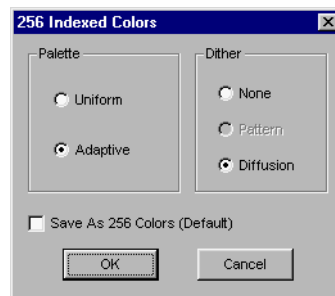 256 Indexed Colors
Palette
Uniform
Adaptive
Dither
None
Pattern
Diffusion
Save As 256 Colors (Default)
OK
Cancel